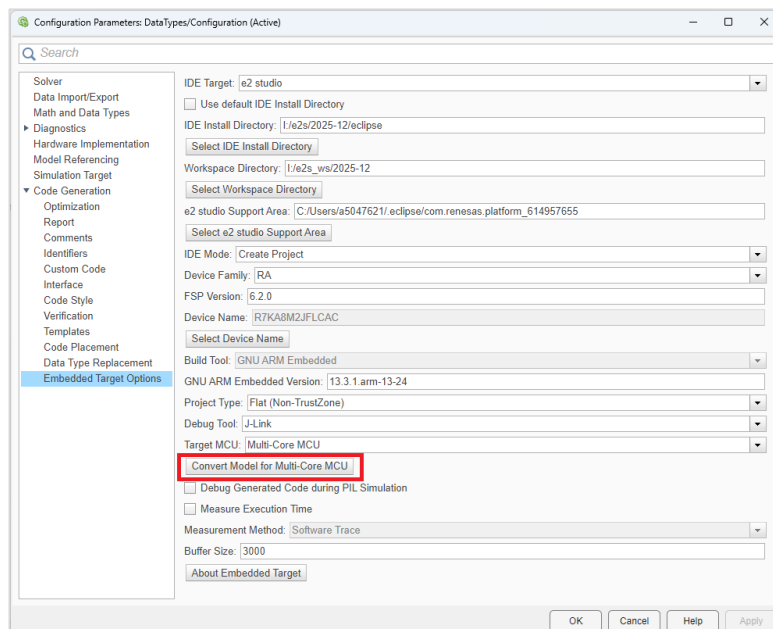 Configuration Parameters: DataTypes/Configuration (Active)
Search
Solver
Data Import/Export
Math and Data Types
Diagnostics
Hardware Implementation
Model Referencing
Simulation Target
Code Generation
Optimization
Report
Comments
Identifiers
Custom Code
Interface
Code Style
Verification
Templates
Code Placement
Data Type Replacement
Embedded Target Options
IDE Target: e2 studio
Use default IDE Install Directory
IDE Install Directory: I:/e2s/2025-12/eclipse
Select IDE Install Directory
Workspace Directory: I:/e2s_ws/2025-12
Select Workspace Directory
e2 studio Support Area: C:/Users/a5047621/.eclipse/com.renesas.platform_614957655
Select e2 studio Support Area
IDE Mode: Create Project
Device Family: RA
FSP Version: 6.2.0
Device Name: R7KA8M2JFLCAC
Select Device Name
Build Tool: GNU ARM Embedded
GNU ARM Embedded Version: 13.3.1.arm-13-24
Project Type: Flat (Non-TrustZone)
Debug Tool: J-Link
Target MCU: Multi-Core MCU
Convert Model for Multi-Core MCU
Debug Generated Code during PIL Simulation
Measure Execution Time
Measurement Method: Software Trace
Buffer Size: 3000
About Embedded Target
OK Cancel Help Apply